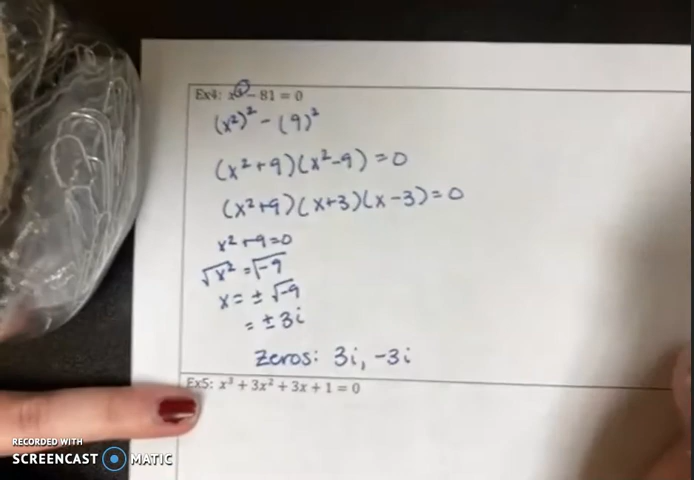 Ex4: x⁴ − 81 = 0
(x²)² − (9)²
(x²+9)(x²−9) = 0
(x²+9)(x+3)(x−3) = 0
x²+9=0
√x² = √−9
x = ± √−9
= ± 3i
Zeros: 3i, −3i
Ex5: x³ + 3x² + 3x + 1 = 0
RECORDED WITH
SCREENCAST MATIC